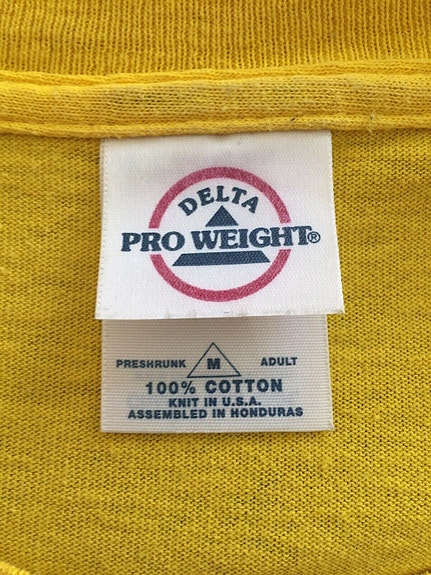 DELTA
PRO WEIGHT®
PRESHRUNK M ADULT
100% COTTON
KNIT IN U.S.A.
ASSEMBLED IN HONDURAS